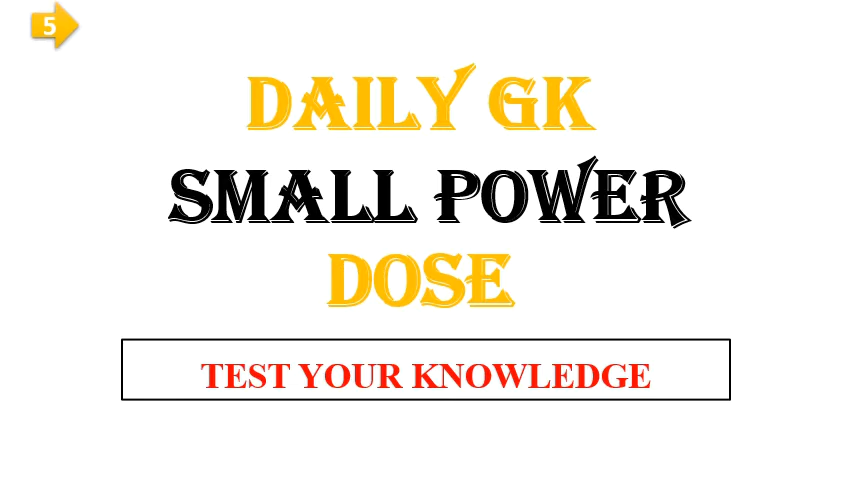 5
DAILY GK
SMALL POWER
DOSE
TEST YOUR KNOWLEDGE